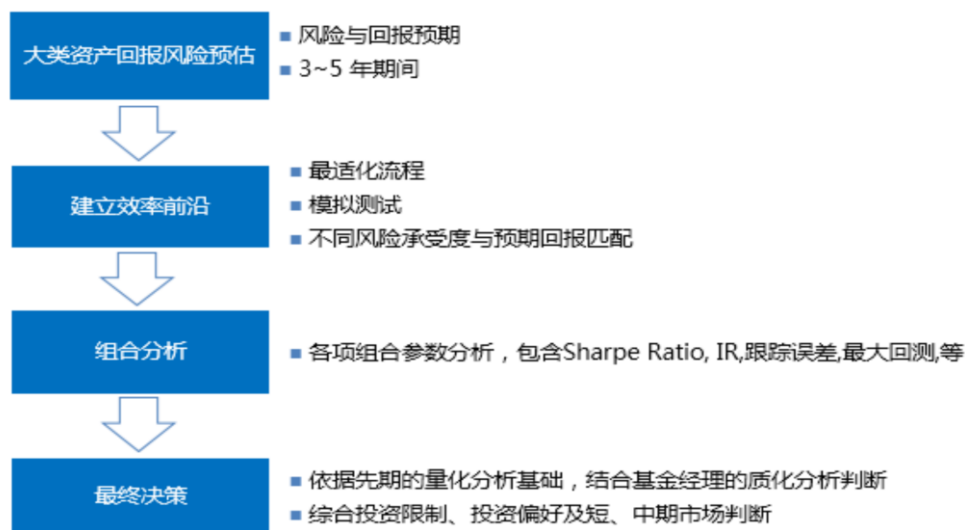 大类资产回报风险预估
■ 风险与回报预期
■ 3~5 年期间
建立效率前沿
■ 最适化流程
■ 模拟测试
■ 不同风险承受度与预期回报匹配
组合分析
■ 各项组合参数分析，包含Sharpe Ratio, IR,跟踪误差,最大回测,等
最终决策
■ 依据先期的量化分析基础，结合基金经理的质化分析判断
■ 综合投资限制、投资偏好及短、中期市场判断